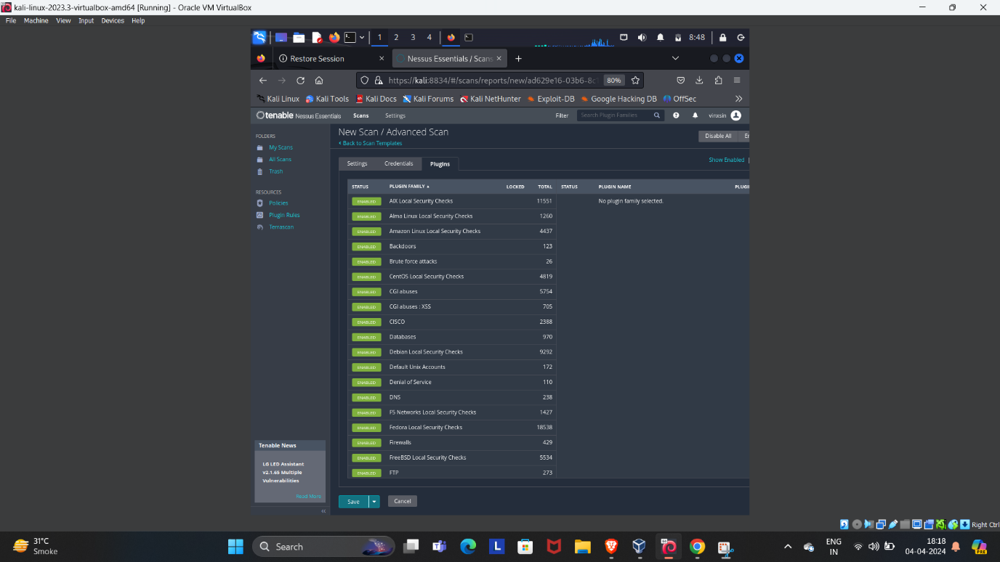 kali-linux-2023.3-virtualbox-amd64 [Running] - Oracle VM VirtualBox
File Machine View Input Devices Help
1 2 3 4 8:48
Restore Session × Nessus Essentials / Scans × +
https://kali:8834/#/scans/reports/new/ad629e16-03b6-8c 80%
Kali Linux Kali Tools Kali Docs Kali Forums Kali NetHunter Exploit-DB Google Hacking DB OffSec
tenable Nessus Essentials Scans Settings Filter Search Plugin Families vinxsin
FOLDERS
My Scans
All Scans
Trash
RESOURCES
Policies
Plugin Rules
Terrascan
New Scan / Advanced Scan
Back to Scan Templates
Disable All
Settings Credentials Plugins Show Enabled |
STATUS PLUGIN FAMILY ▲ LOCKED TOTAL STATUS PLUGIN NAME
ENABLED AIX Local Security Checks 11551 No plugin family selected.
ENABLED Alma Linux Local Security Checks 1260
ENABLED Amazon Linux Local Security Checks 4437
ENABLED Backdoors 123
ENABLED Brute force attacks 26
ENABLED CentOS Local Security Checks 4819
ENABLED CGI abuses 5754
ENABLED CGI abuses : XSS 705
ENABLED CISCO 2388
ENABLED Databases 970
ENABLED Debian Local Security Checks 9292
ENABLED Default Unix Accounts 172
ENABLED Denial of Service 110
ENABLED DNS 238
ENABLED F5 Networks Local Security Checks 1427
ENABLED Fedora Local Security Checks 18538
ENABLED Firewalls 429
ENABLED FreeBSD Local Security Checks 5534
ENABLED FTP 273
Tenable News
LG LED Assistant
v2.1.65 Multiple
Vulnerabilities
Read More
Save Cancel
Right Ctrl
31°C
Smoke
Search
ENG
IN
18:18
04-04-2024
PRE